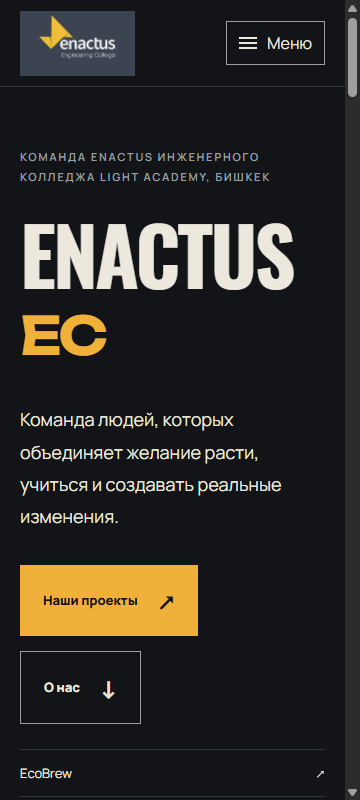 enactus
Engineering College
Меню
КОМАНДА ENACTUS ИНЖЕНЕРНОГО
КОЛЛЕДЖА LIGHT ACADEMY, БИШКЕК
ENACTUS
EC
Команда людей, которых
объединяет желание расти,
учиться и создавать реальные
изменения.
Наши проекты ↗
О нас ↓
EcoBrew ↗